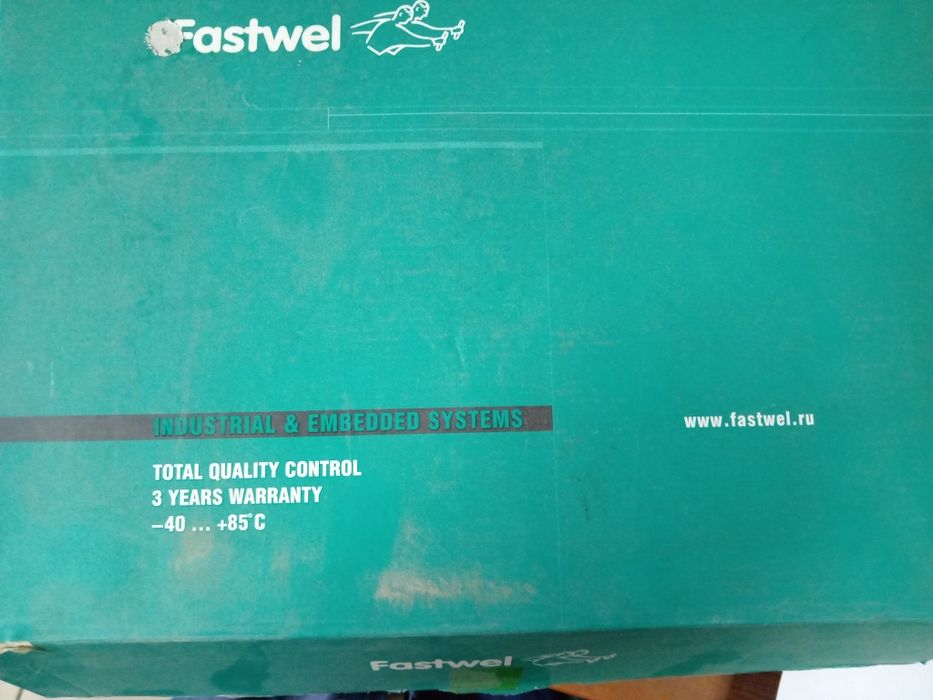 Fastwel
INDUSTRIAL & EMBEDDED SYSTEMS
www.fastwel.ru
TOTAL QUALITY CONTROL
3 YEARS WARRANTY
–40 ... +85°C
Fastwel